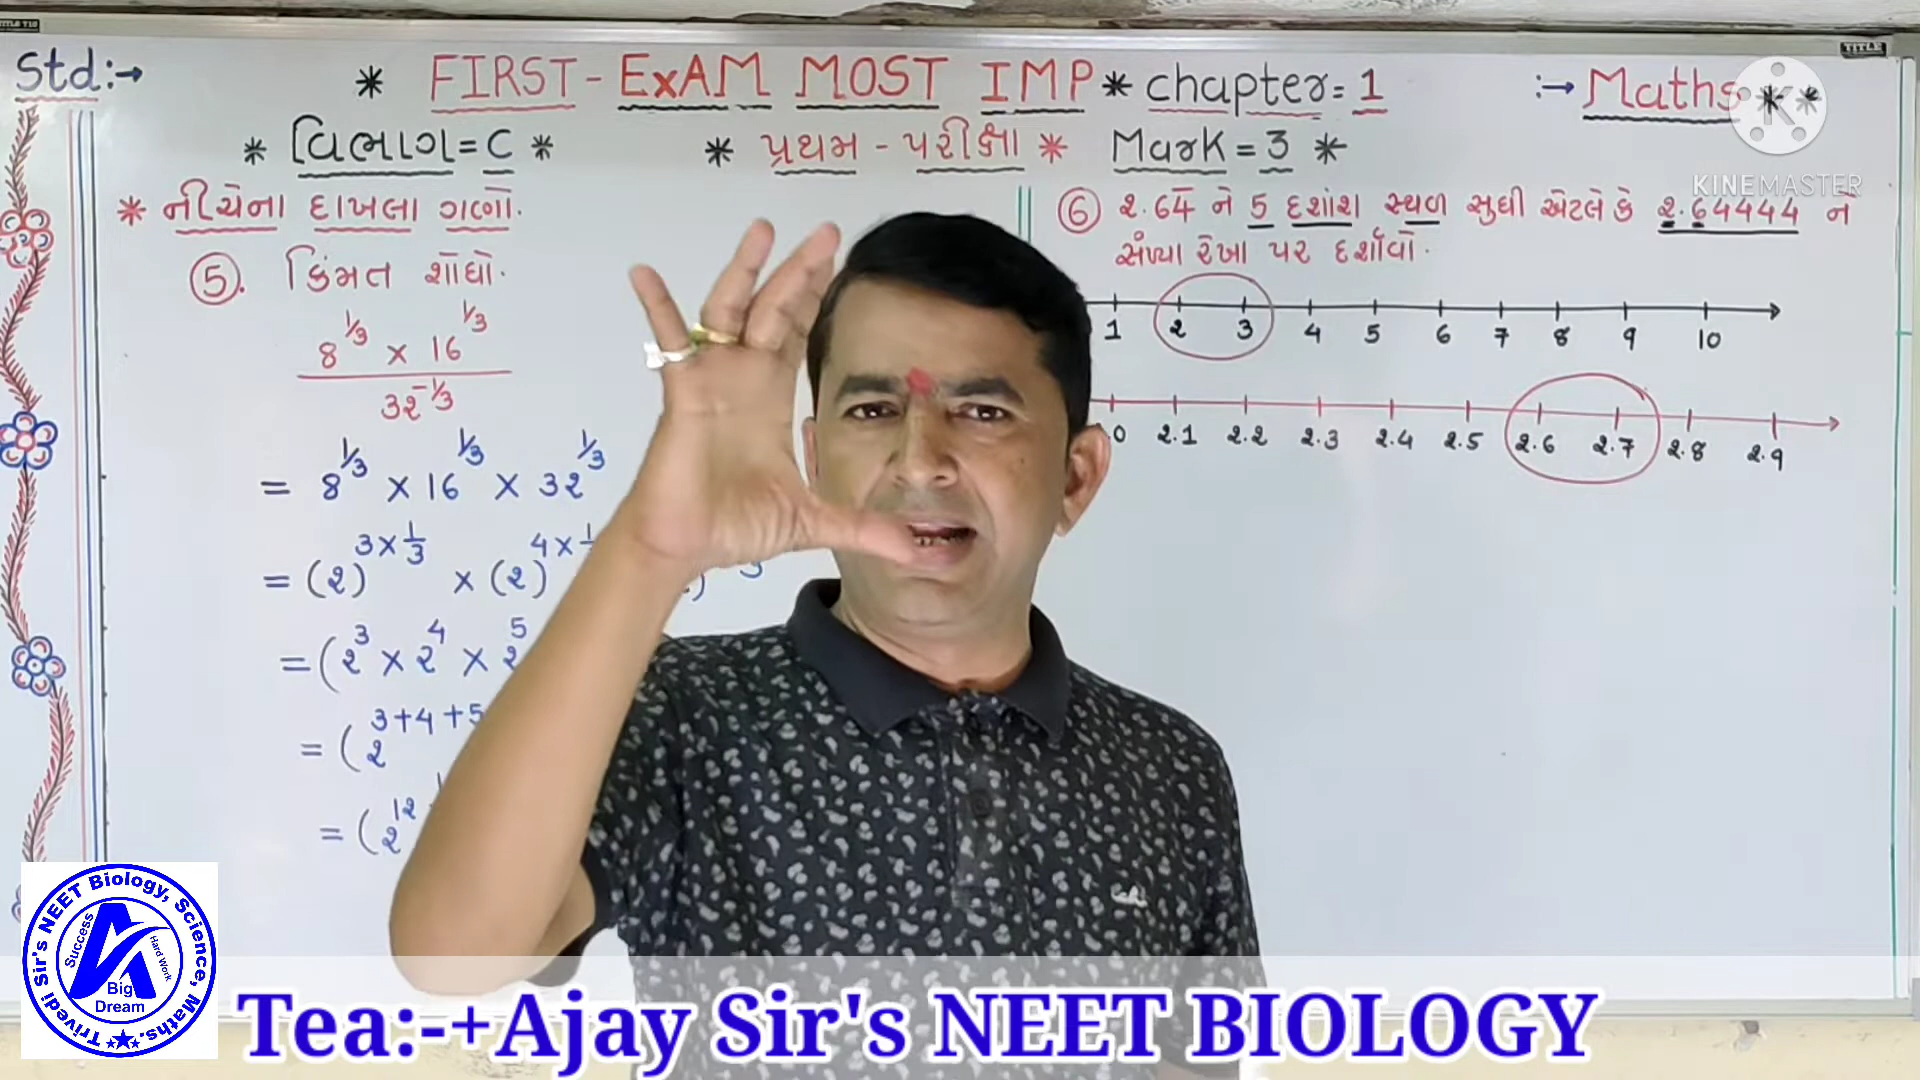 Std:→
* FIRST - ExAM MOST IMP * chapter = 1 :→ Maths **
* વિભાગ = C * * પ્રથમ - પરીક્ષા * Mark = 3 *
* નીચેના દાખલા ગણો.
⑤. કિંમત શોધો.
8^1/3 x 16^1/3
32^-1/3
= 8^1/3 x 16^1/3 x 32^1/3
= (2)^3x1/3 x (2)^4x
= (2^3 x 2^4 x 2^5
= (2^3+4+5
= (2^12
⑥ 2.64̅ ને 5 દશાંશ સ્થળ સુધી એટલે કે 2.64444 ને
સંખ્યા રેખા પર દર્શાવો.
1 2 3 4 5 6 7 8 9 10
.0 2.1 2.2 2.3 2.4 2.5 2.6 2.7 2.8 2.9
KINEMASTER
TITLE
Trivedi Sir's NEET Biology, Science, Maths.
Success
Hard Work
Big
Dream
Tea:-+Ajay Sir's NEET BIOLOGY